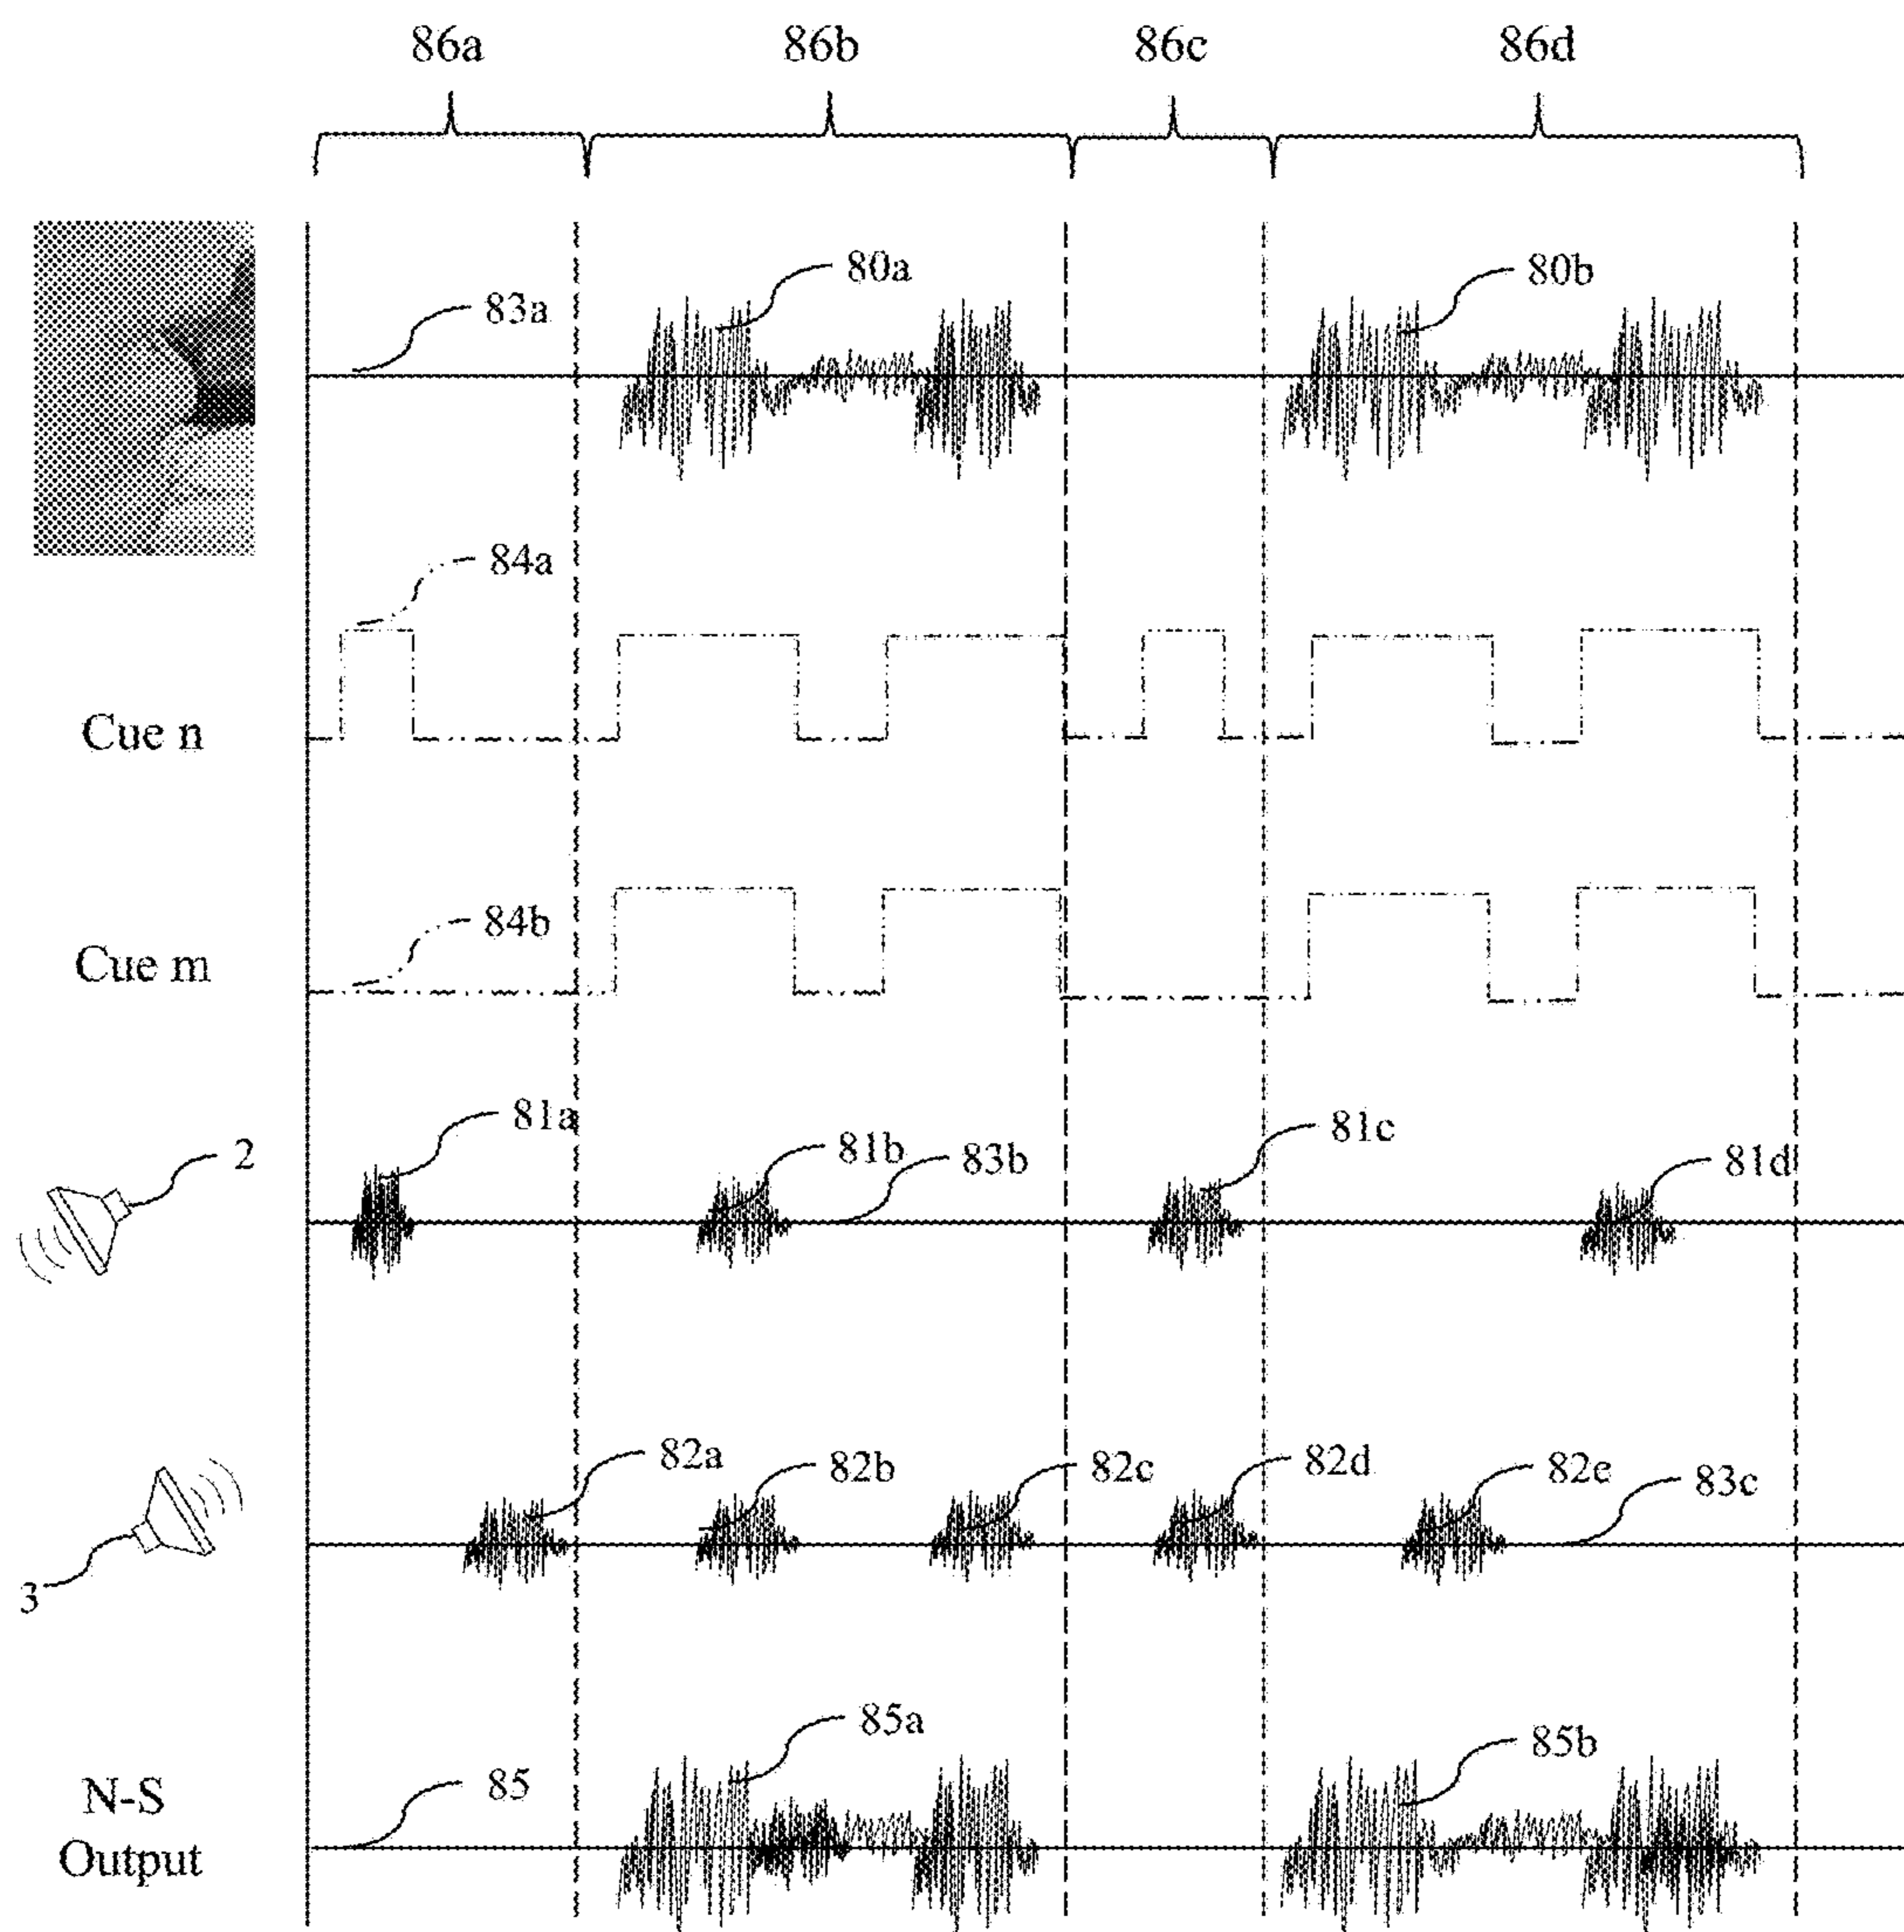 86a 86b 86c 86d
80a 80b
83a
84a
Cue n
84b
Cue m
81a 81b 83b 81c 81d
2
82a 82b 82c 82d 82e 83c
3
85a 85b
85
N-S
Output